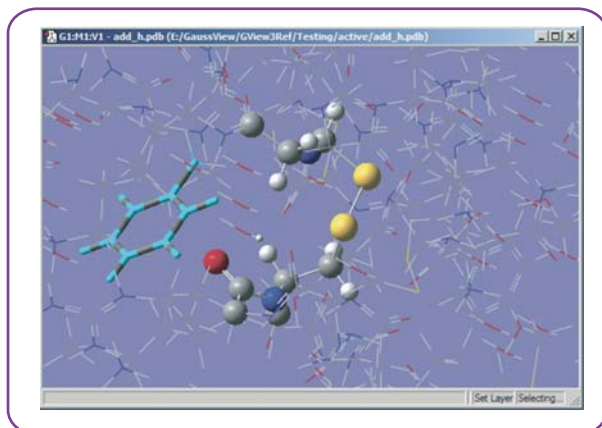 G1:M1:V1 - add_h.pdb (E:/GaussView/GView3Ref/Testing/active/add_h.pdb)
Set Layer Selecting...